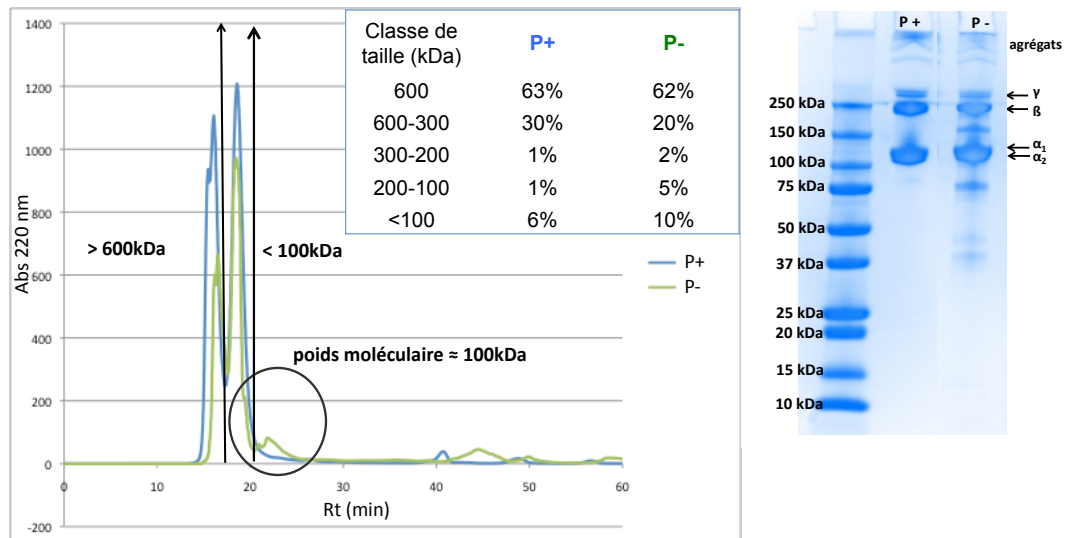 1400
1200
1000
800
600
400
200
0
-200
Abs 220 nm
0 10 20 30 40 50 60
Rt (min)
> 600kDa
< 100kDa
poids moléculaire ≈ 100kDa
P+
P-
Classe de taille (kDa) P+ P-
600 63% 62%
600-300 30% 20%
300-200 1% 2%
200-100 1% 5%
<100 6% 10%
P + P -
agrégats
γ
ß
α1
α2
250 kDa
150 kDa
100 kDa
75 kDa
50 kDa
37 kDa
25 kDa
20 kDa
15 kDa
10 kDa